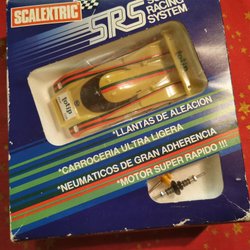 SCALEXTRIC
SRS
RACING
SYSTEM
*LLANTAS DE ALEACION
*CARROCERIA ULTRA LIGERA
*NEUMATICOS DE GRAN ADHERENCIA
*MOTOR SUPER RAPIDO !!!